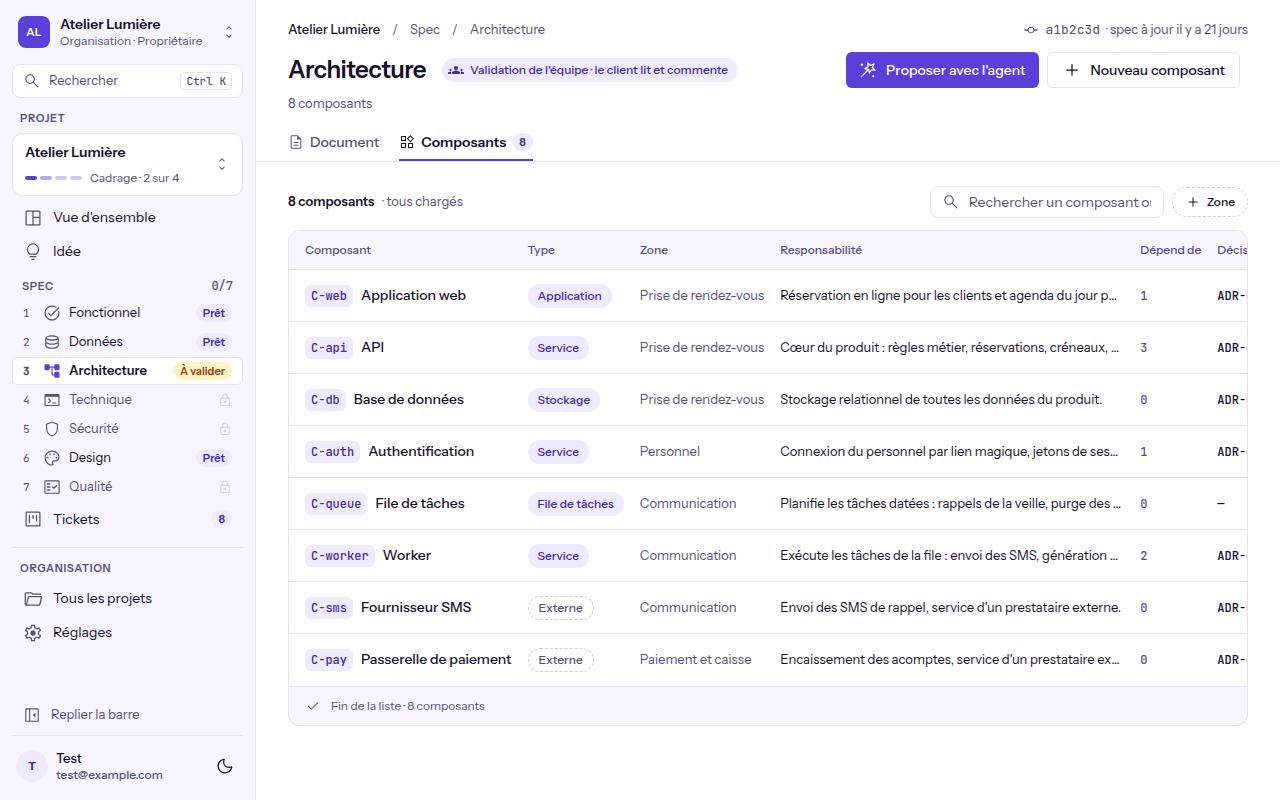 AL
Atelier Lumière
Organisation · Propriétaire
Rechercher
Ctrl K
PROJET
Atelier Lumière
Cadrage · 2 sur 4
Vue d'ensemble
Idée
SPEC 0/7
1 Fonctionnel Prêt
2 Données Prêt
3 Architecture À valider
4 Technique
5 Sécurité
6 Design Prêt
7 Qualité
Tickets 8
ORGANISATION
Tous les projets
Réglages
Replier la barre
T
Test
test@example.com
Atelier Lumière / Spec / Architecture
a1b2c3d · spec à jour il y a 21 jours
Architecture
Validation de l'équipe · le client lit et commente
Proposer avec l'agent
Nouveau composant
8 composants
Document
Composants 8
8 composants · tous chargés
Rechercher un composant
Zone
Composant Type Zone Responsabilité Dépend de Décis
C-web Application web Application Prise de rendez-vous Réservation en ligne pour les clients et agenda du jour p… 1 ADR-
C-api API Service Prise de rendez-vous Cœur du produit : règles métier, réservations, créneaux, … 3 ADR-
C-db Base de données Stockage Prise de rendez-vous Stockage relationnel de toutes les données du produit. 0 ADR-
C-auth Authentification Service Personnel Connexion du personnel par lien magique, jetons de ses… 1 ADR-
C-queue File de tâches File de tâches Communication Planifie les tâches datées : rappels de la veille, purge des … 0 —
C-worker Worker Service Communication Exécute les tâches de la file : envoi des SMS, génération … 2 ADR-
C-sms Fournisseur SMS Externe Communication Envoi des SMS de rappel, service d'un prestataire externe. 0 ADR-
C-pay Passerelle de paiement Externe Paiement et caisse Encaissement des acomptes, service d'un prestataire ex… 0 ADR-
Fin de la liste · 8 composants